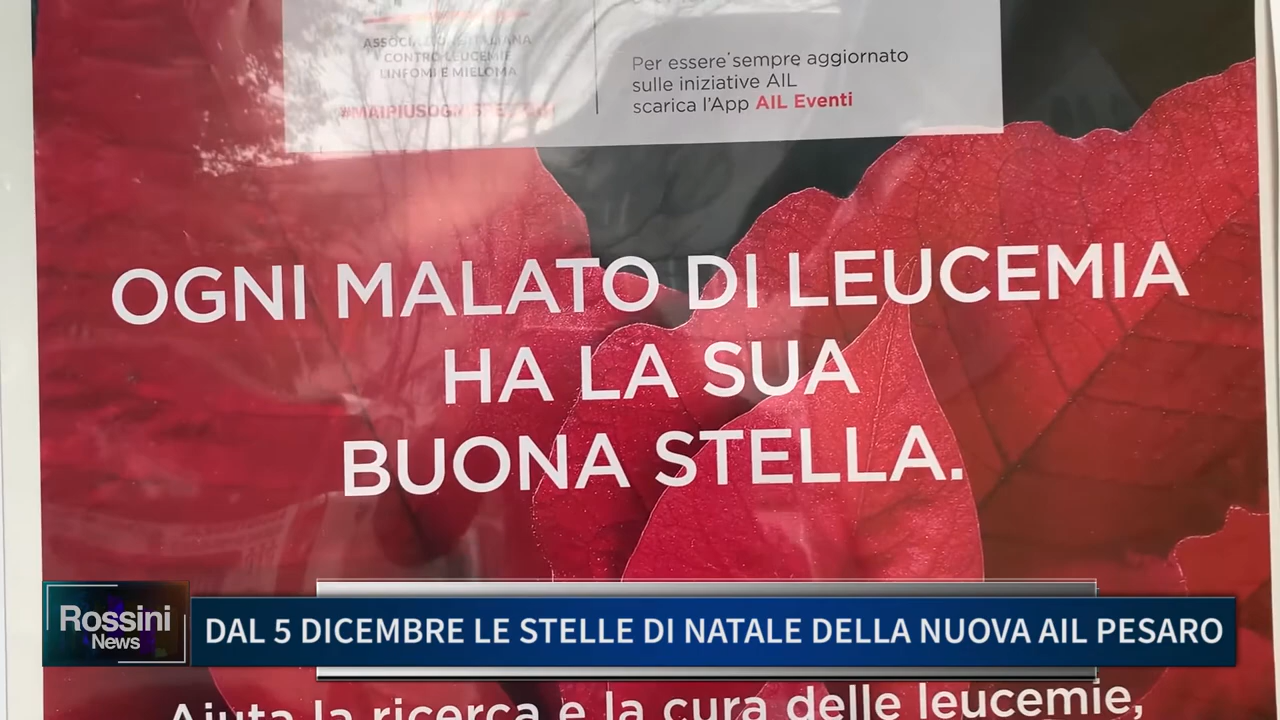 ASSOCIAZIONE ITALIANA
CONTRO LEUCEMIE
LINFOMI E MIELOMA
Per essere sempre aggiornato
sulle iniziative AIL
scarica l'App AIL Eventi
OGNI MALATO DI LEUCEMIA
HA LA SUA
BUONA STELLA.
Rossini
News
DAL 5 DICEMBRE LE STELLE DI NATALE DELLA NUOVA AIL PESARO
Aiuta la ricerca e la cura delle leucemie,